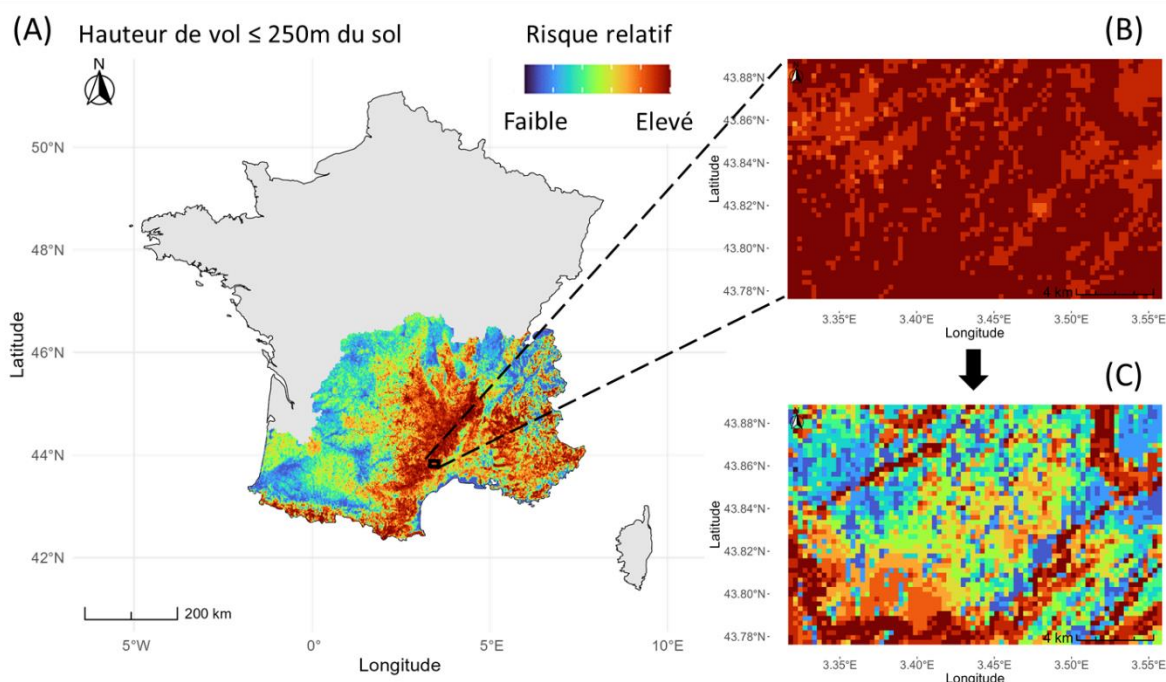 (A)
Hauteur de vol ≤ 250m du sol
Risque relatif
Faible
Elevé
N
50°N
48°N
46°N
44°N
42°N
Latitude
200 km
5°W
0°
5°E
10°E
Longitude
(B)
43.88°N
43.86°N
43.84°N
43.82°N
43.80°N
43.78°N
Latitude
4 km
3.35°E
3.40°E
3.45°E
3.50°E
3.55°E
Longitude
(C)
43.88°N
43.86°N
43.84°N
43.82°N
43.80°N
43.78°N
Latitude
4 km
3.35°E
3.40°E
3.45°E
3.50°E
3.55°E
Longitude